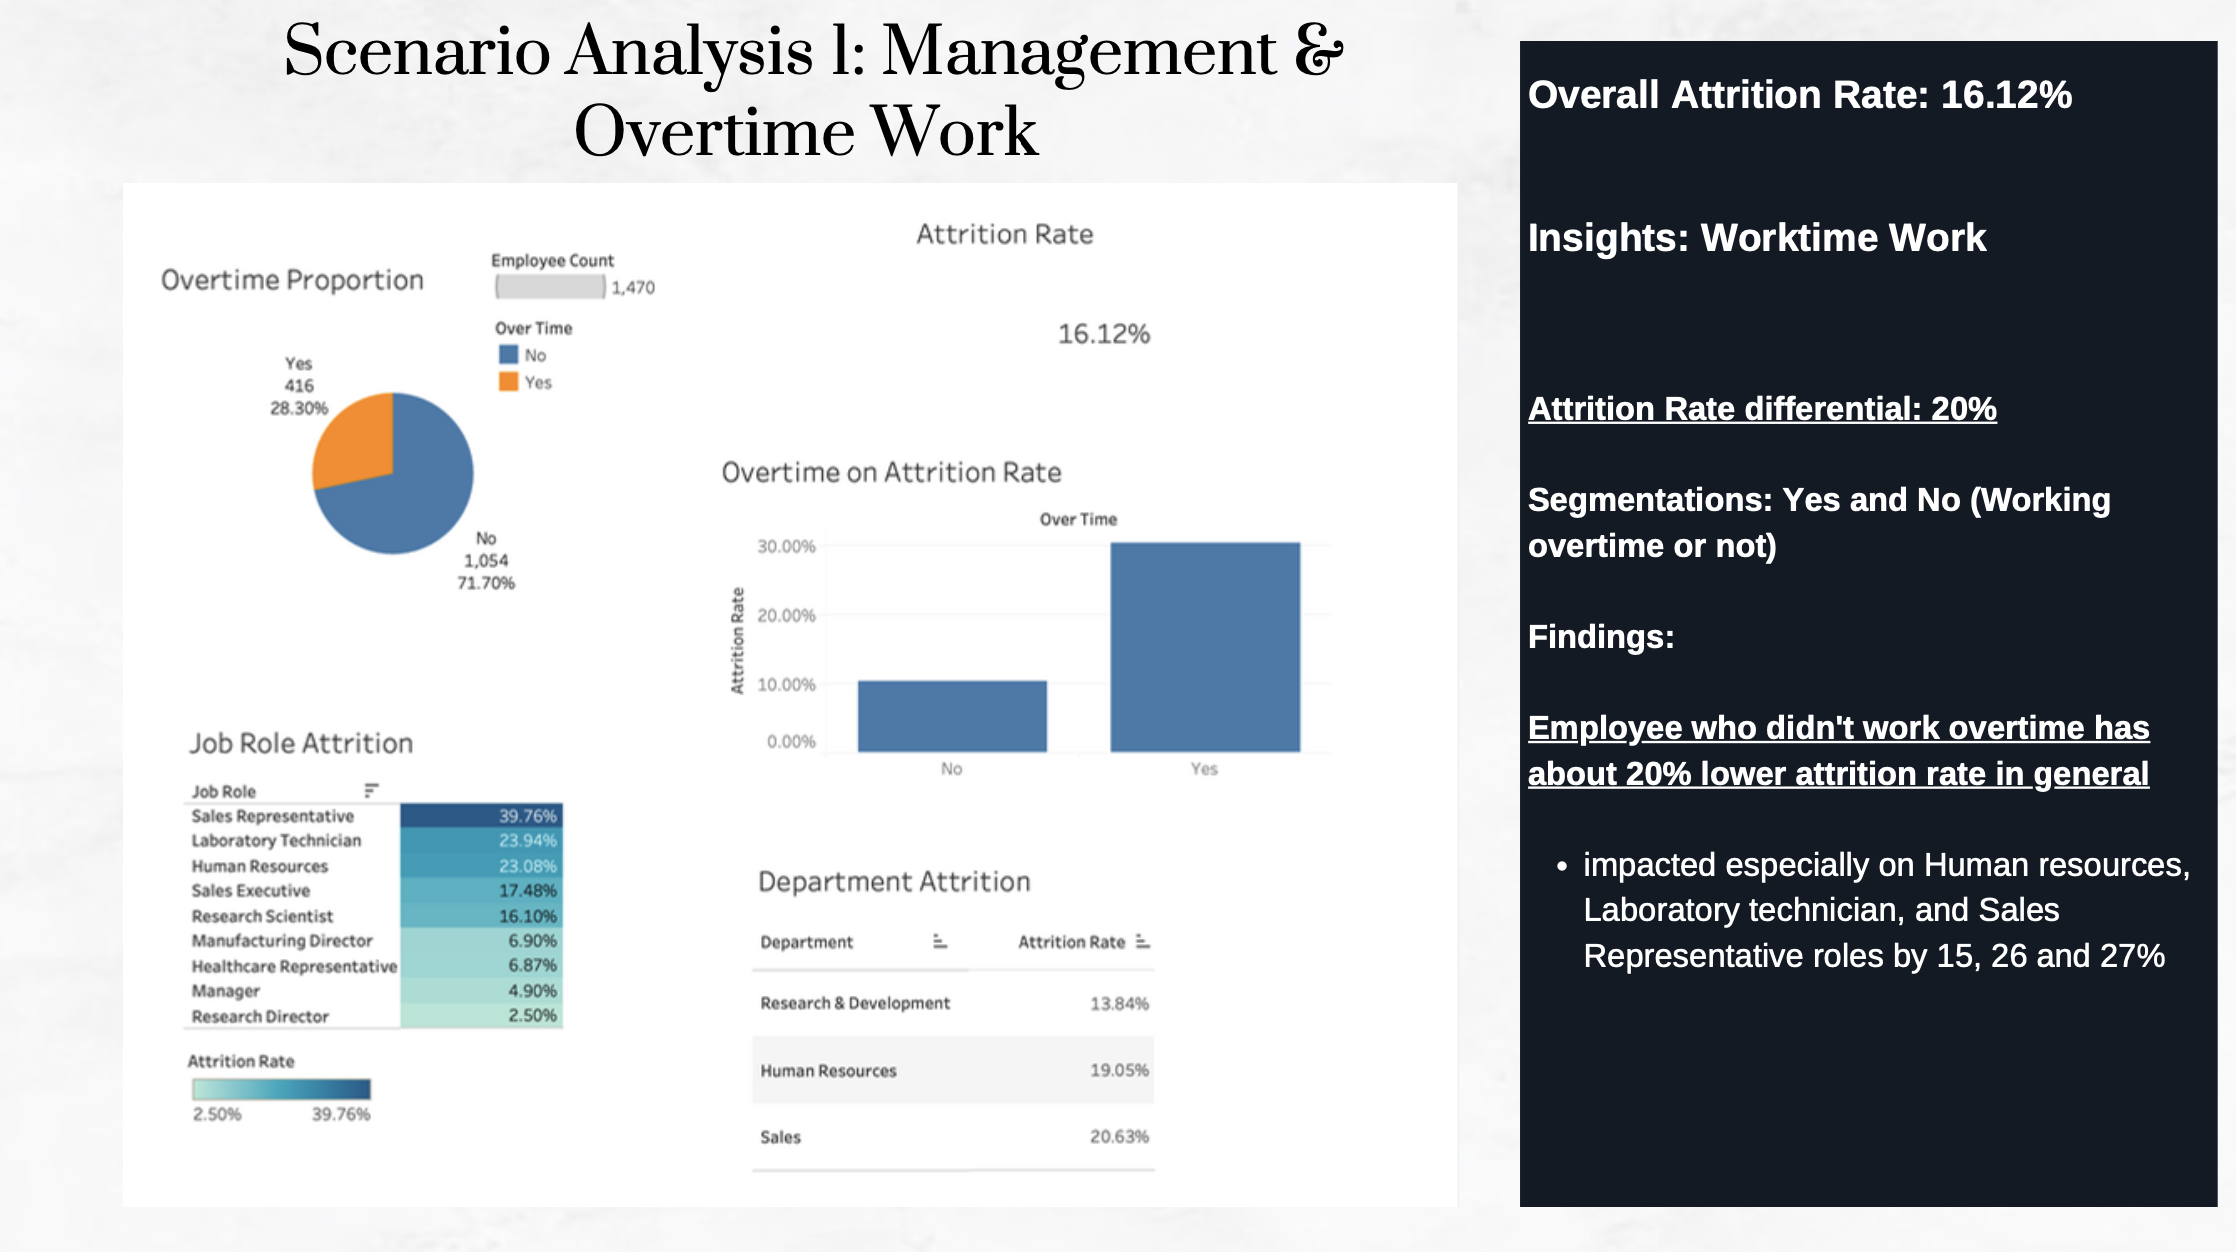 Scenario Analysis 1: Management &
Overtime Work
Overtime Proportion
Employee Count
1,470
Over Time
No
Yes
Yes
416
28.30%
No
1,054
71.70%
Attrition Rate
16.12%
Overtime on Attrition Rate
Over Time
Attrition Rate
30.00%
20.00%
10.00%
0.00%
No
Yes
Job Role Attrition
Job Role
Sales Representative 39.76%
Laboratory Technician 23.94%
Human Resources 23.08%
Sales Executive 17.48%
Research Scientist 16.10%
Manufacturing Director 6.90%
Healthcare Representative 6.87%
Manager 4.90%
Research Director 2.50%
Attrition Rate
2.50% 39.76%
Department Attrition
Department Attrition Rate
Research & Development 13.84%
Human Resources 19.05%
Sales 20.63%
Overall Attrition Rate: 16.12%
Insights: Worktime Work
Attrition Rate differential: 20%
Segmentations: Yes and No (Working
overtime or not)
Findings:
Employee who didn't work overtime has
about 20% lower attrition rate in general
• impacted especially on Human resources,
Laboratory technician, and Sales
Representative roles by 15, 26 and 27%